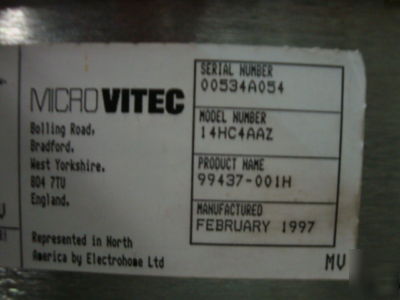 MICROVITEC
Bolling Road,
Bradford,
West Yorkshire.
BD4 7TU
England.
Represented in North
America by Electrohome Ltd
SERIAL NUMBER
00534A054
MODEL NUMBER
14HC4AAZ
PRODUCT NAME
99437-001H
MANUFACTURED
FEBRUARY 1997
MV